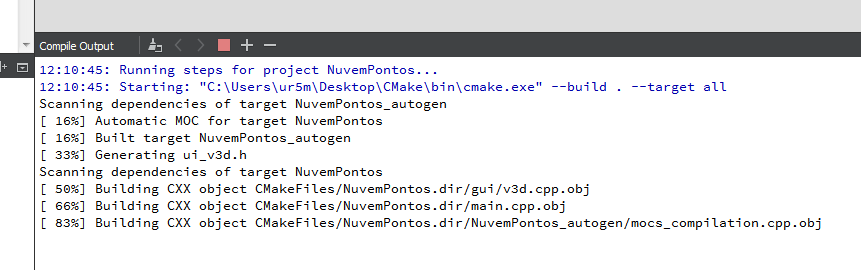 Compile Output
12:10:45: Running steps for project NuvemPontos...
12:10:45: Starting: "C:\Users\ur5m\Desktop\CMake\bin\cmake.exe" --build . --target all
Scanning dependencies of target NuvemPontos_autogen
[ 16%] Automatic MOC for target NuvemPontos
[ 16%] Built target NuvemPontos_autogen
[ 33%] Generating ui_v3d.h
Scanning dependencies of target NuvemPontos
[ 50%] Building CXX object CMakeFiles/NuvemPontos.dir/gui/v3d.cpp.obj
[ 66%] Building CXX object CMakeFiles/NuvemPontos.dir/main.cpp.obj
[ 83%] Building CXX object CMakeFiles/NuvemPontos.dir/NuvemPontos_autogen/mocs_compilation.cpp.obj